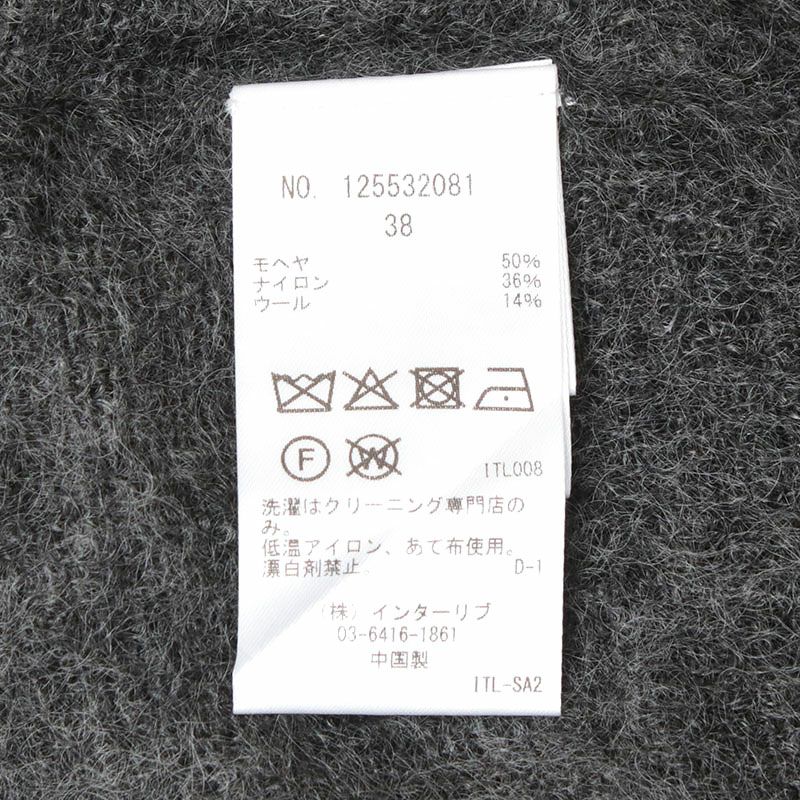 NO. 125532081
38
モヘヤ 50%
ナイロン 36%
ウール 14%
F
W
ITL008
洗濯はクリーニング専門店の
み。
低温アイロン、あて布使用。
漂白剤禁止。 D-1
(株)インターリブ
03-6416-1861
中国製
ITL-SA2